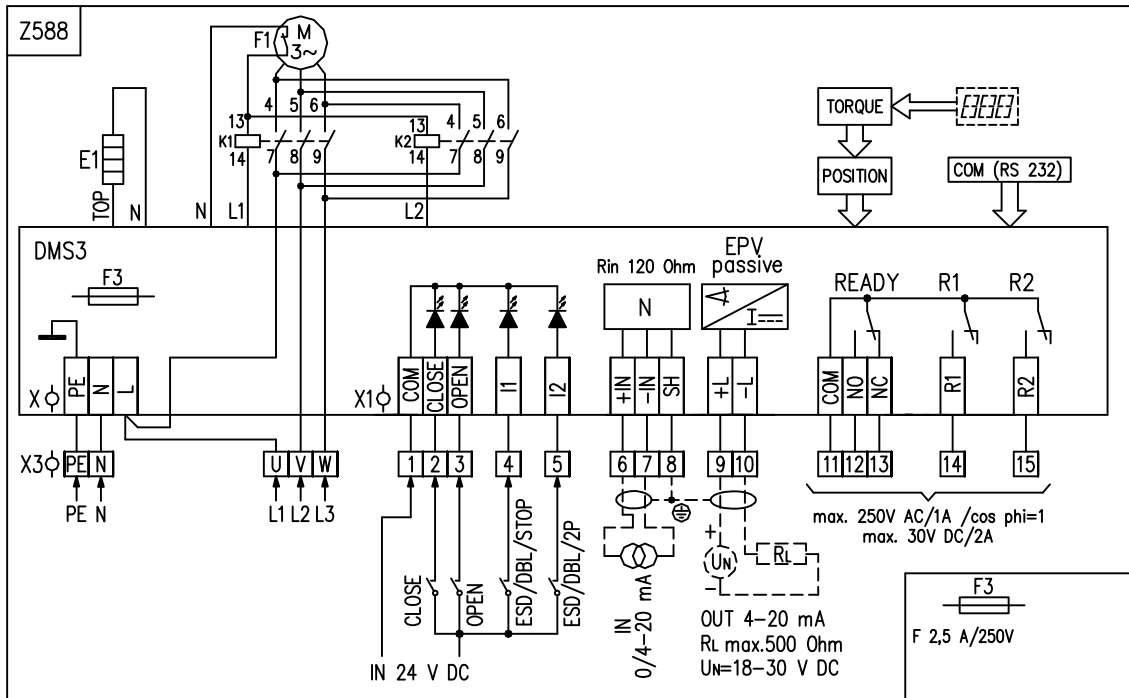 Z588
F1 M
3~
4 5 6
4 5 6
13
K1
14
7 8 9
13
K2
14
7 8 9
E1
TOP
N
N
L1
L2
TORQUE
POSITION
COM (RS 232)
DMS3
F3
Rin 120 Ohm
N
EPV
passive
I
READY R1 R2
X
PE
N
L
X1
COM
CLOSE
OPEN
I1
I2
+IN
-IN
SH
+L
-L
COM
NO
NC
R1
R2
X3
PE N
U V W
1 2 3 4 5 6 7 8 9 10 11 12 13 14 15
PE N
L1 L2 L3
CLOSE
OPEN
ESD/DBL/STOP
ESD/DBL/2P
IN 24 V DC
IN
0/4-20 mA
+
UN
-
RL
OUT 4-20 mA
RL max.500 Ohm
UN=18-30 V DC
max. 250V AC/1A /cos phi=1
max. 30V DC/2A
F3
F 2,5 A/250V